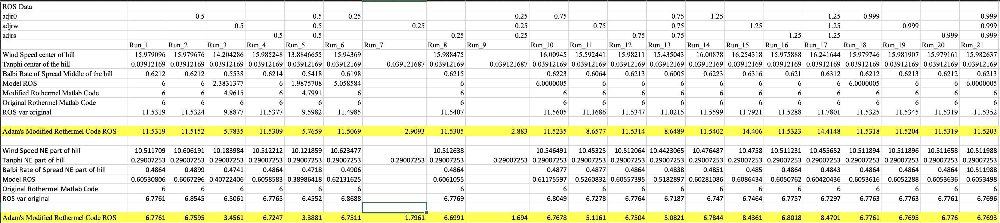 ROS Data
adjr0 0.5 0.5 0.25 0.25 0.75 0.75 1.25 1.25 0.999 0.999
adjrw 0.5 0.5 0.25 0.25 0.75 0.75 1.25 1.25 0.999 0.999
adjrs 0.5 0.5 0.25 0.25 0.75 0.75 1.25 1.25 0.999 0.999
Run_1 Run_2 Run_3 Run_4 Run_5 Run_6 Run_7 Run_8 Run_9 Run_10 Run_11 Run_12 Run_13 Run_14 Run_15 Run_16 Run_17 Run_18 Run_19 Run_20 Run_21
Wind Speed center of hill 15.979096 15.979676 14.204286 15.985248 13.8846655 15.94369 15.988475 16.00945 15.592441 15.98211 15.435043 16.00878 16.254318 15.975888 16.241644 15.979746 15.981907 15.979161 15.982637
Tanphi center of the hill 0.03912169 0.03912169 0.03912169 0.03912169 0.03912169 0.03912169 0.039121687 0.03912169 0.039121687 0.03912169 0.03912169 0.03912169 0.03912169 0.03912169 0.03912169 0.03912169 0.03912169 0.03912169 0.03912169 0.03912169 0.03912169
Balbi Rate of Spread Middle of the hill 0.6212 0.6212 0.5538 0.6214 0.5418 0.6198 0.6215 0.6223 0.6064 0.6213 0.6005 0.6223 0.6316 0.621 0.6312 0.6212 0.6213 0.6212 0.6213
Model ROS 6 6 2.3831377 6 1.9875708 5.058584 6 6.0000005 6 6 6 6 6 6 6 6.0000005 6 6 6.0000005
Modified Rothermel Matlab Code 6 6 4.9615 6 4.7991 6 6 6 6 6 6 6 6 6 6 6 6 6 6
Original Rothermel Matlab Code 6 6 6 6 6 6 6 6 6 6 6 6 6 6 6 6 6 6 6
ROS var original 11.5319 11.5324 9.8877 11.5377 9.5982 11.4985 11.5407 11.5605 11.1686 11.5347 11.0215 11.5599 11.7921 11.5288 11.7801 11.5325 11.5345 11.5319 11.5352
Adam's Modified Rothermel Code ROS 11.5319 11.5152 5.7835 11.5309 5.7659 11.5069 2.9093 11.5305 2.883 11.5235 8.6577 11.5314 8.6489 11.5402 14.406 11.5323 14.4148 11.5318 11.5204 11.5319 11.5203
Wind Speed NE part of hill 10.511709 10.606191 10.183984 10.512212 10.121859 10.623477 10.512638 10.546491 10.45325 10.512064 10.4423065 10.476487 10.4758 10.511231 10.455652 10.511894 10.511896 10.511658 10.511988
Tanphi NE part of hill 0.29007253 0.29007253 0.29007253 0.29007253 0.29007253 0.29007253 0.29007253 0.29007253 0.29007253 0.29007253 0.29007253 0.29007253 0.29007253 0.29007253 0.29007253 0.29007253 0.29007253 0.29007253 0.29007253 0.29007253 0.29007253
Balbi Rate of Spread NE part of hill 0.4864 0.4899 0.4741 0.4864 0.4718 0.4906 0.4864 0.4877 0.4877 0.4864 0.4838 0.4851 0.485 0.4864 0.4843 0.4864 0.4864 0.4864 10.511988
Model ROS 0.60530806 0.6067296 0.40722406 0.6058583 0.38986418 0.62131625 0.6061055 0.61175597 0.5260832 0.60557395 0.5182897 0.60281086 0.6086434 0.6050762 0.60420436 0.6053616 0.6052288 0.6053636 0.6053498
Original Rothermel Matlab Code 6 6 6 6 6 6 6 6 6 6 6 6 6 6 6 6 6 6 6
ROS var original 6.7761 6.8545 6.5061 6.7765 6.4552 6.8688 6.7769 6.8049 6.7278 6.7764 6.7187 6.747 6.7464 6.7757 6.7297 6.7763 6.7763 6.7761 6.7696
Adam's Modified Rothermel Code ROS 6.7761 6.7595 3.4561 6.7247 3.3881 6.7511 1.7961 6.6991 1.694 6.7678 5.1161 6.7504 5.0821 6.7844 8.4361 6.8018 8.4701 6.7761 6.7695 6.776 6.7693